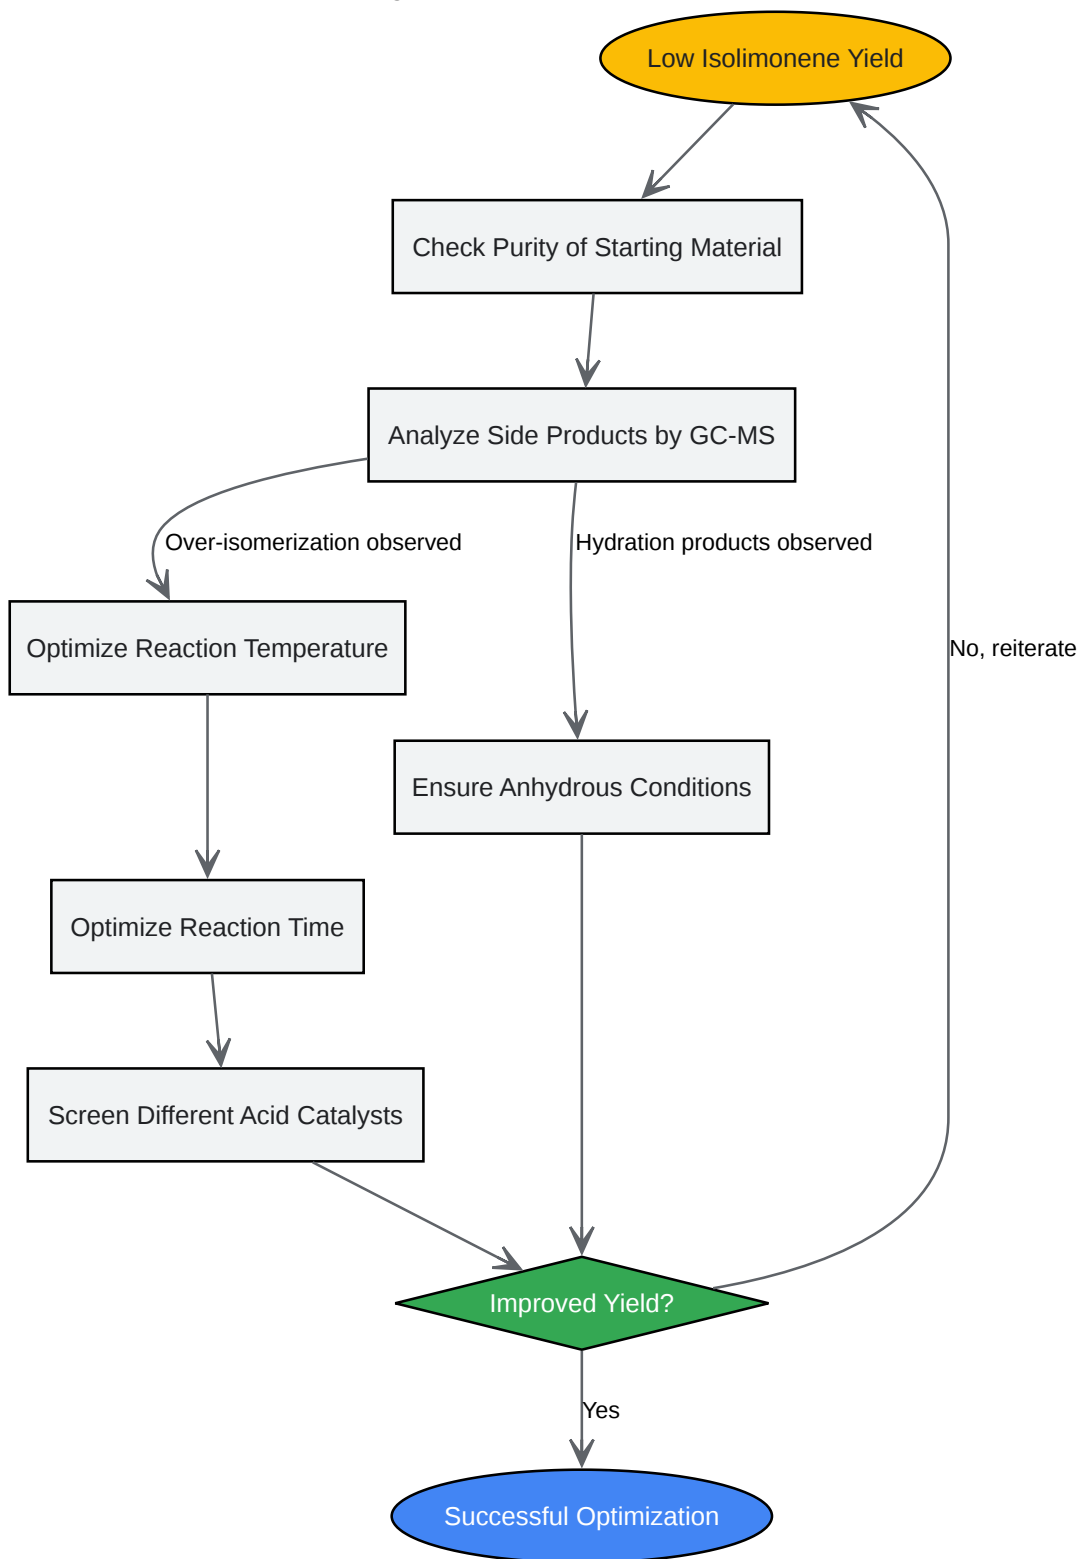 Low Isolimonene Yield
Check Purity of Starting Material
Analyze Side Products by GC-MS
Over-isomerization observed
Hydration products observed
Optimize Reaction Temperature
No, reiterate
Ensure Anhydrous Conditions
Optimize Reaction Time
Screen Different Acid Catalysts
Improved Yield?
Yes
Successful Optimization